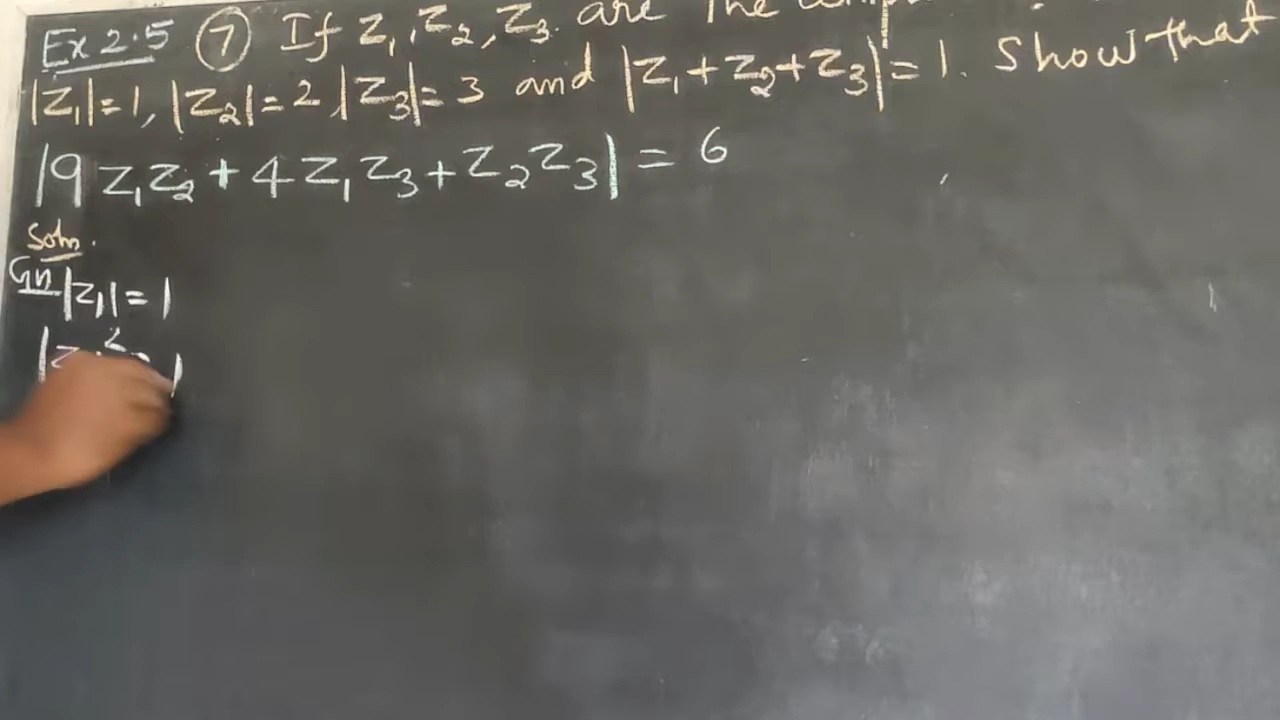 Ex 2.5 ⑦ If z₁, z₂, z₃ are the
|z₁| = 1, |z₂| = 2, |z₃| = 3 and |z₁ + z₂ + z₃| = 1. Show that
|9 z₁z₂ + 4 z₁z₃ + z₂z₃| = 6
Soln.
Gn |z₁| = 1